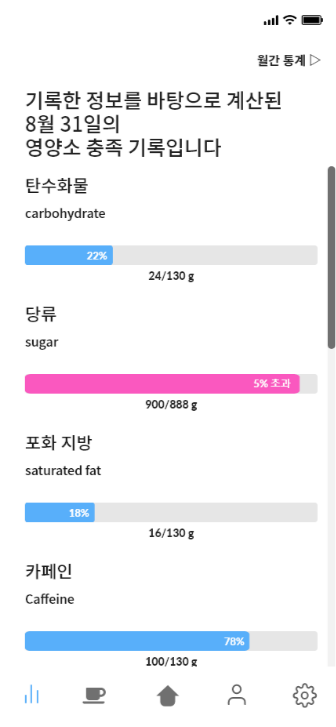 월간 통계 ▷
기록한 정보를 바탕으로 계산된
8월 31일의
영양소 충족 기록입니다
탄수화물
carbohydrate
22%
24/130 g
당류
sugar
5% 초과
900/888 g
포화 지방
saturated fat
18%
16/130 g
카페인
Caffeine
78%
100/130 g